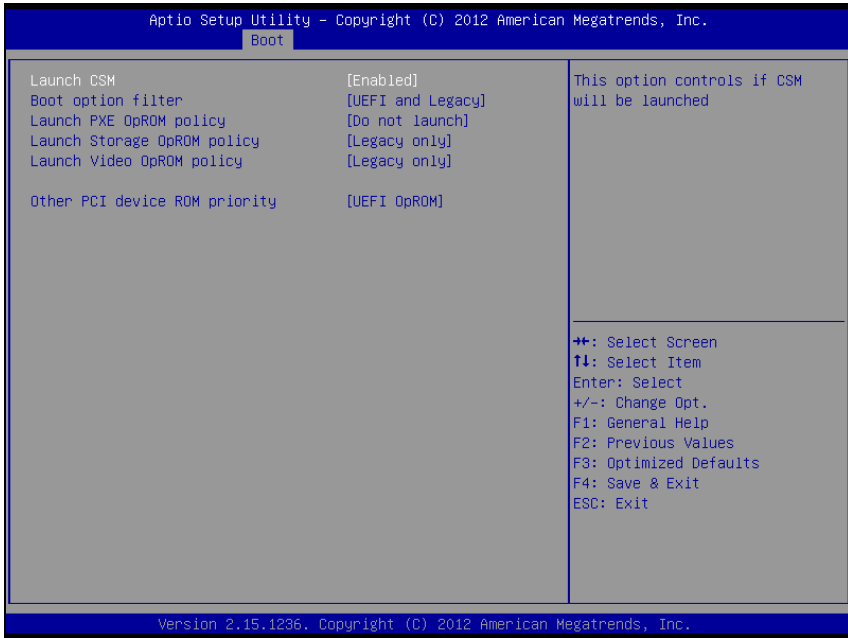 Aptio Setup Utility – Copyright (C) 2012 American Megatrends, Inc.
Boot
Launch CSM [Enabled]
Boot option filter [UEFI and Legacy]
Launch PXE OpROM policy [Do not launch]
Launch Storage OpROM policy [Legacy only]
Launch Video OpROM policy [Legacy only]
Other PCI device ROM priority [UEFI OpROM]
This option controls if CSM
will be launched
→←: Select Screen
↑↓: Select Item
Enter: Select
+/-: Change Opt.
F1: General Help
F2: Previous Values
F3: Optimized Defaults
F4: Save & Exit
ESC: Exit
Version 2.15.1236. Copyright (C) 2012 American Megatrends, Inc.